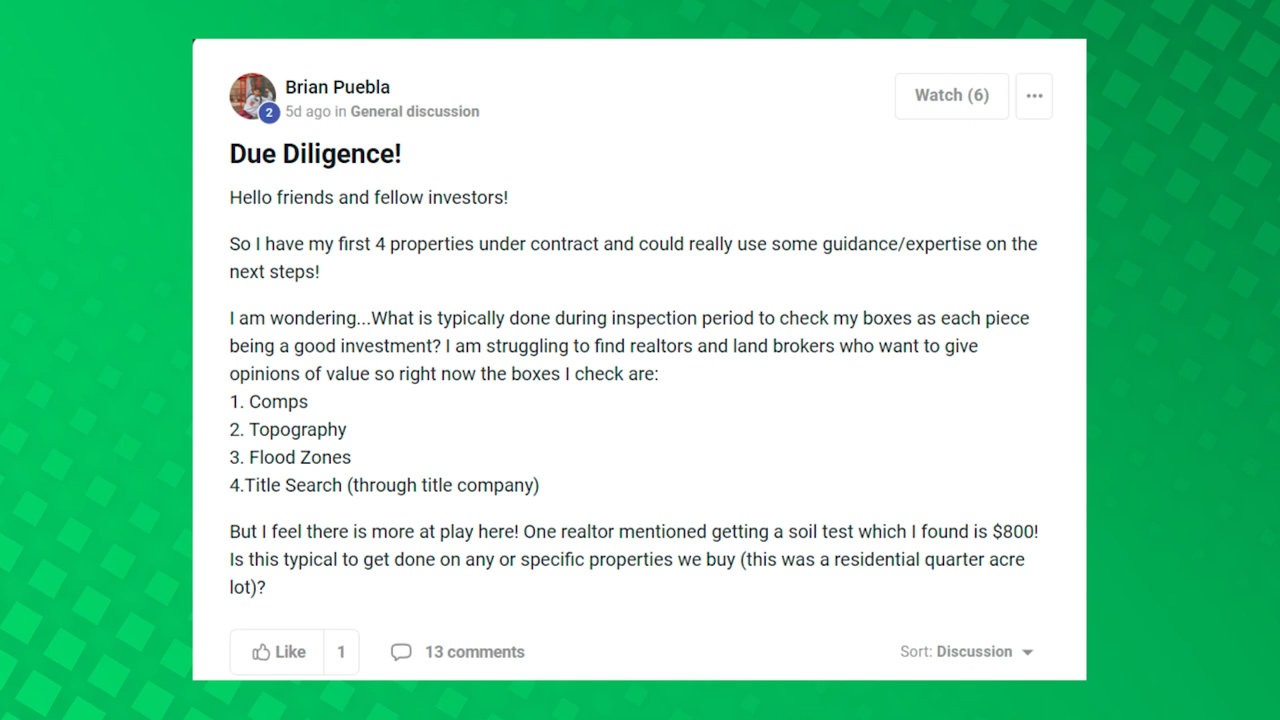 Brian Puebla
2
5d ago in General discussion
Watch (6)
Due Diligence!
Hello friends and fellow investors!
So I have my first 4 properties under contract and could really use some guidance/expertise on the
next steps!
I am wondering...What is typically done during inspection period to check my boxes as each piece
being a good investment? I am struggling to find realtors and land brokers who want to give
opinions of value so right now the boxes I check are:
1. Comps
2. Topography
3. Flood Zones
4.Title Search (through title company)
But I feel there is more at play here! One realtor mentioned getting a soil test which I found is $800!
Is this typical to get done on any or specific properties we buy (this was a residential quarter acre
lot)?
Like 1 13 comments Sort: Discussion